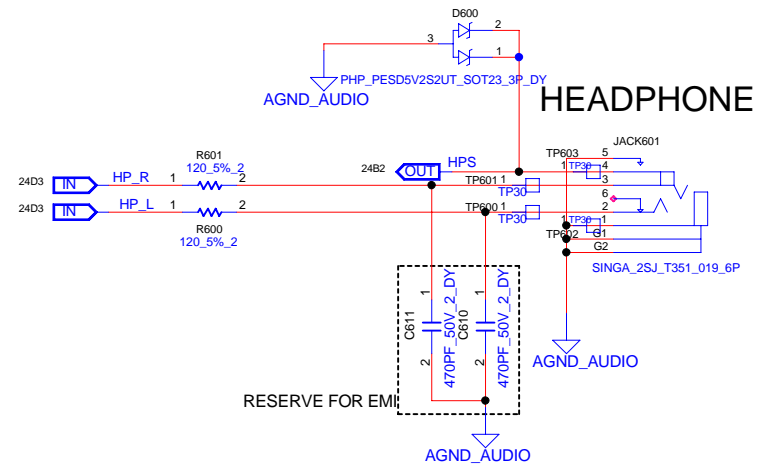 D600
3
2
1
AGND_AUDIO
PHP_PESD5V2S2UT_SOT23_3P_DY
HEADPHONE
JACK601
R601
120_5%_2
24B2
OUT
HPS
TP603
1
TP30
5
4
24D3
IN
HP_R
1
2
TP601
1
TP30
3
6
24D3
IN
HP_L
1
2
TP600
1
TP30
2
R600
120_5%_2
TP602
1
TP30
1
G1
G2
SINGA_2SJ_T351_019_6P
C611
1
2
470PF_50V_2_DY
C610
1
2
470PF_50V_2_DY
AGND_AUDIO
RESERVE FOR EMI
AGND_AUDIO